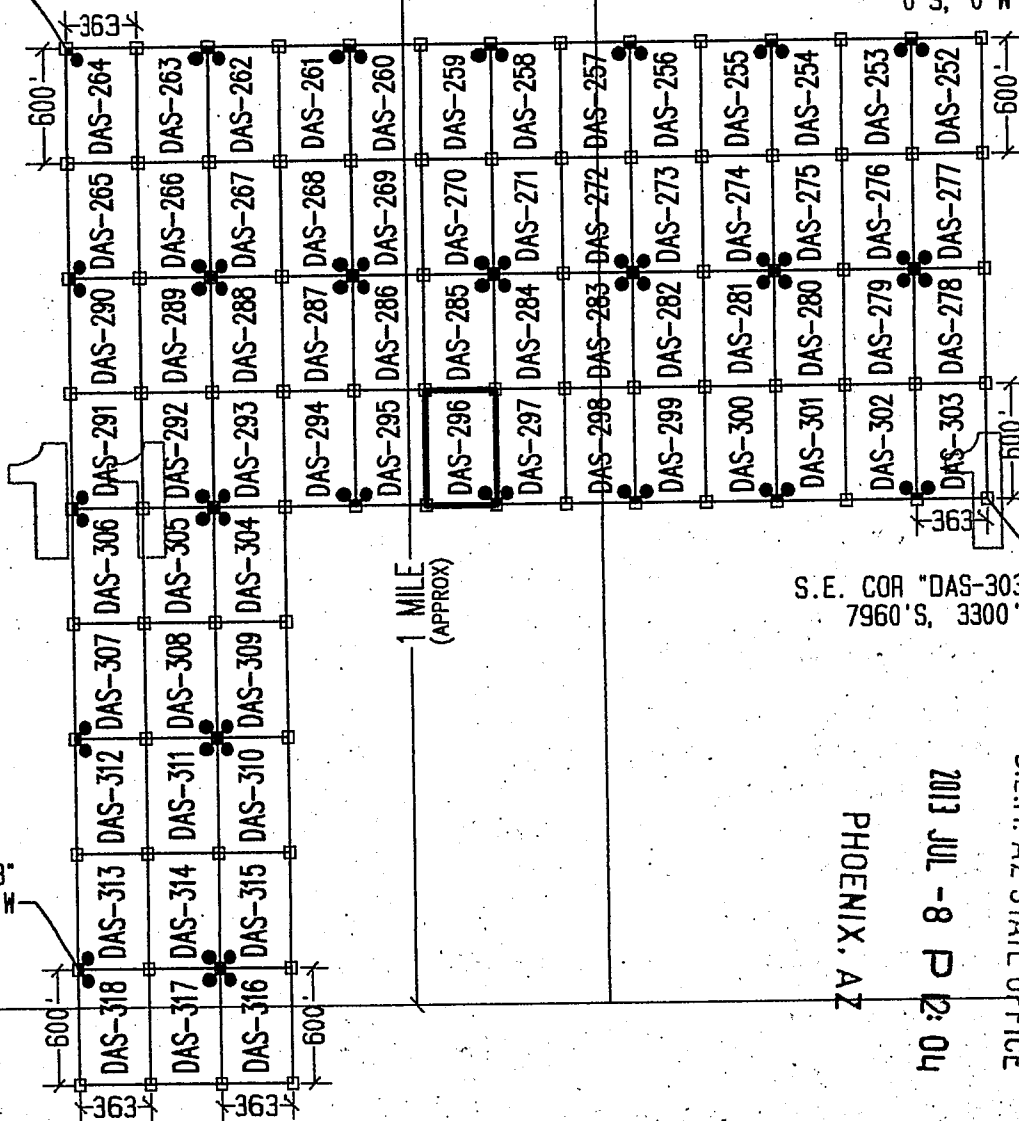 363
6 S, 0 W
600'
600'
DAS-264
DAS-263
DAS-262
DAS-261
DAS-260
DAS-259
DAS-258
DAS-257
DAS-256
DAS-255
DAS-254
DAS-253
DAS-252
DAS-265
DAS-266
DAS-267
DAS-268
DAS-269
DAS-270
DAS-271
DAS-272
DAS-273
DAS-274
DAS-275
DAS-276
DAS-277
DAS-290
DAS-289
DAS-288
DAS-287
DAS-286
DAS-285
DAS-284
DAS-283
DAS-282
DAS-281
DAS-280
DAS-279
DAS-278
DAS-291
DAS-292
DAS-293
DAS-294
DAS-295
DAS-296
DAS-297
DAS-298
DAS-299
DAS-300
DAS-301
DAS-302
DAS-303
600'
11
1
363
DAS-306
DAS-305
DAS-304
1 MILE
(APPROX)
S.E. COR "DAS-303
7960'S, 3300'
DAS-307
DAS-308
DAS-309
DAS-312
DAS-311
DAS-310
DAS-313
DAS-314
DAS-315
W
DAS-318
DAS-317
DAS-316
600'
600'
363
363
AZ STATE OFFICE
2013 JUL -8 P 12: 04
PHOENIX, AZ